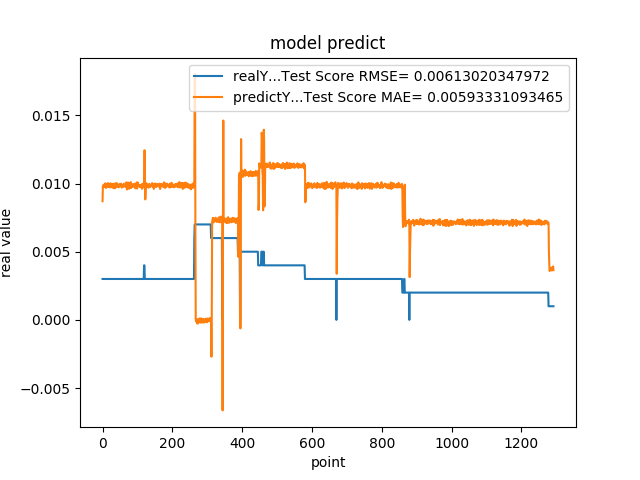 model predict
realY...Test Score RMSE= 0.00613020347972
predictY...Test Score MAE= 0.00593331093465
0.015
0.010
0.005
0.000
−0.005
real value
0 200 400 600 800 1000 1200
point